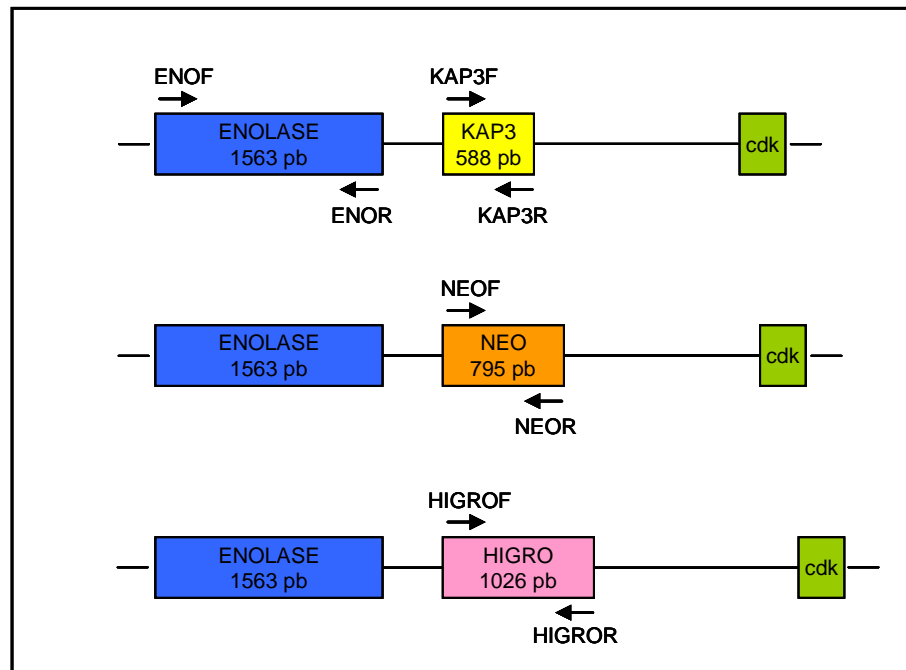 ENOF
KAP3F
ENOLASE
1563 pb
KAP3
588 pb
cdk
ENOR
KAP3R
NEOF
ENOLASE
1563 pb
NEO
795 pb
cdk
NEOR
HIGROF
ENOLASE
1563 pb
HIGRO
1026 pb
cdk
HIGROR